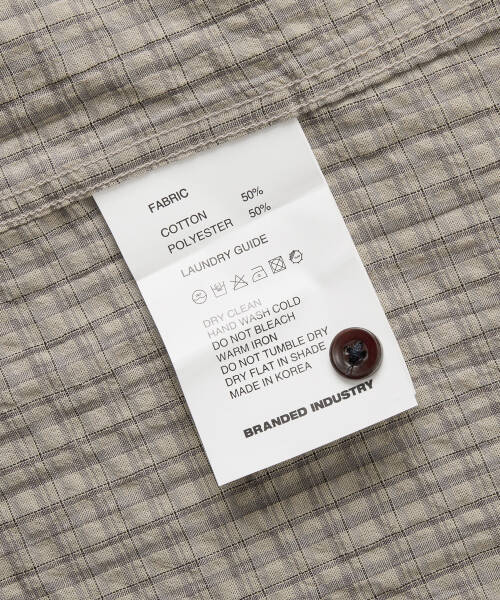 FABRIC
COTTON 50%
POLYESTER 50%
LAUNDRY GUIDE
DRY CLEAN
HAND WASH COLD
DO NOT BLEACH
WARM IRON
DO NOT TUMBLE DRY
DRY FLAT IN SHADE
MADE IN KOREA
BRANDED INDUSTRY